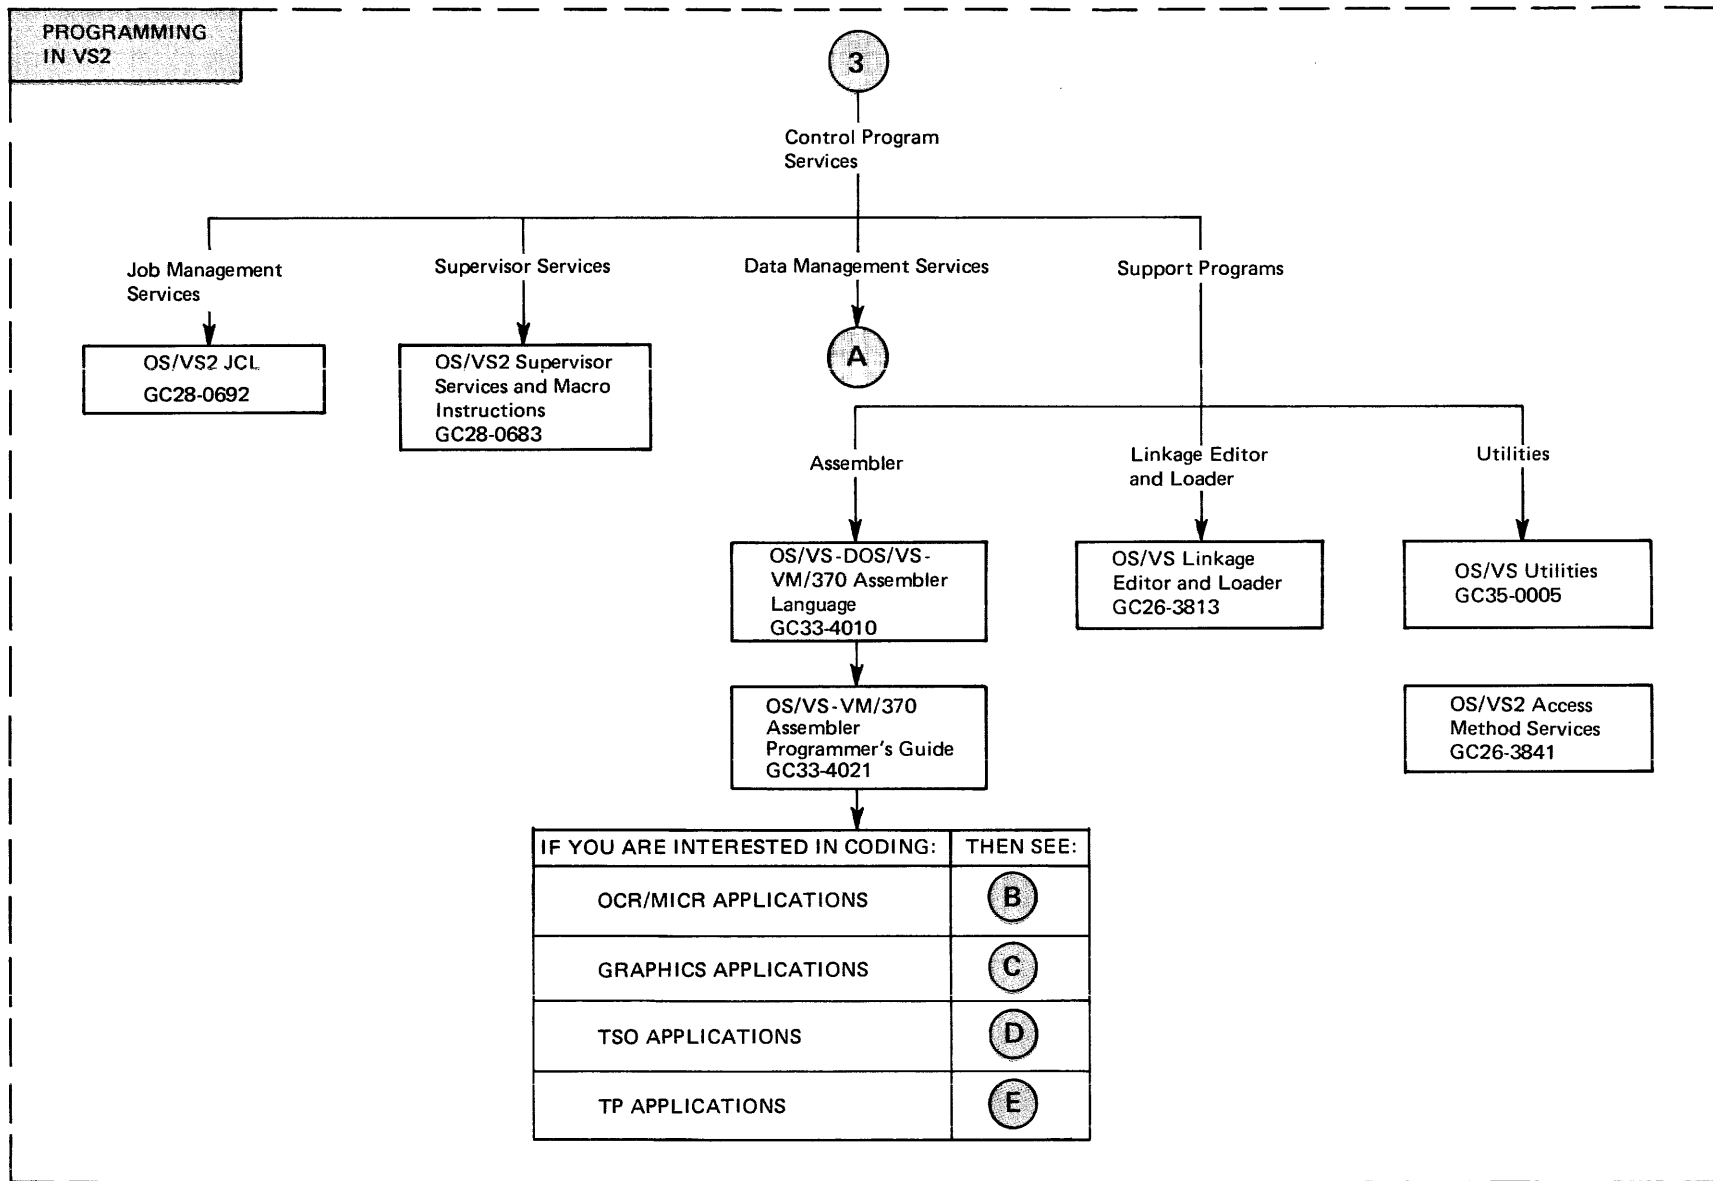 PROGRAMMING
IN VS2
3
Control Program
Services
Job Management
Services
Supervisor Services
Data Management Services
Support Programs
OS/VS2 JCL
GC28-0692
OS/VS2 Supervisor
Services and Macro
Instructions
GC28-0683
A
Assembler
Linkage Editor
and Loader
Utilities
OS/VS-DOS/VS-
VM/370 Assembler
Language
GC33-4010
OS/VS Linkage
Editor and Loader
GC26-3813
OS/VS Utilities
GC35-0005
OS/VS-VM/370
Assembler
Programmer's Guide
GC33-4021
OS/VS2 Access
Method Services
GC26-3841
IF YOU ARE INTERESTED IN CODING: THEN SEE:
OCR/MICR APPLICATIONS B
GRAPHICS APPLICATIONS C
TSO APPLICATIONS D
TP APPLICATIONS E